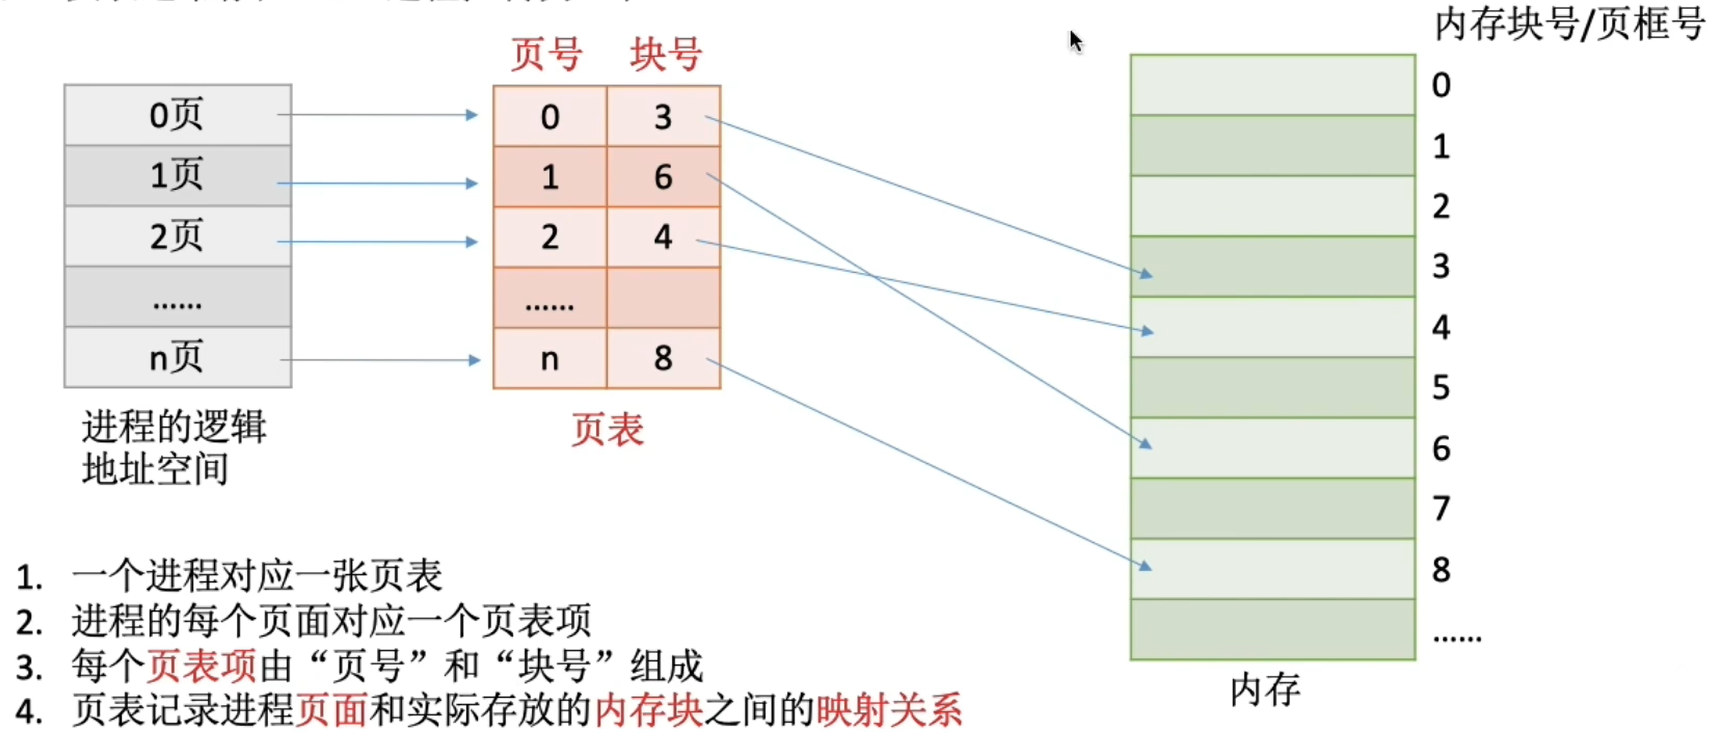 内存块号/页框号
页号 块号
0页
1页
2页
......
n页
0 3
1 6
2 4
......
n 8
0
1
2
3
4
5
6
7
8
......
进程的逻辑
地址空间
页表
内存
1. 一个进程对应一张页表
2. 进程的每个页面对应一个页表项
3. 每个页表项由“页号”和“块号”组成
4. 页表记录进程页面和实际存放的内存块之间的映射关系